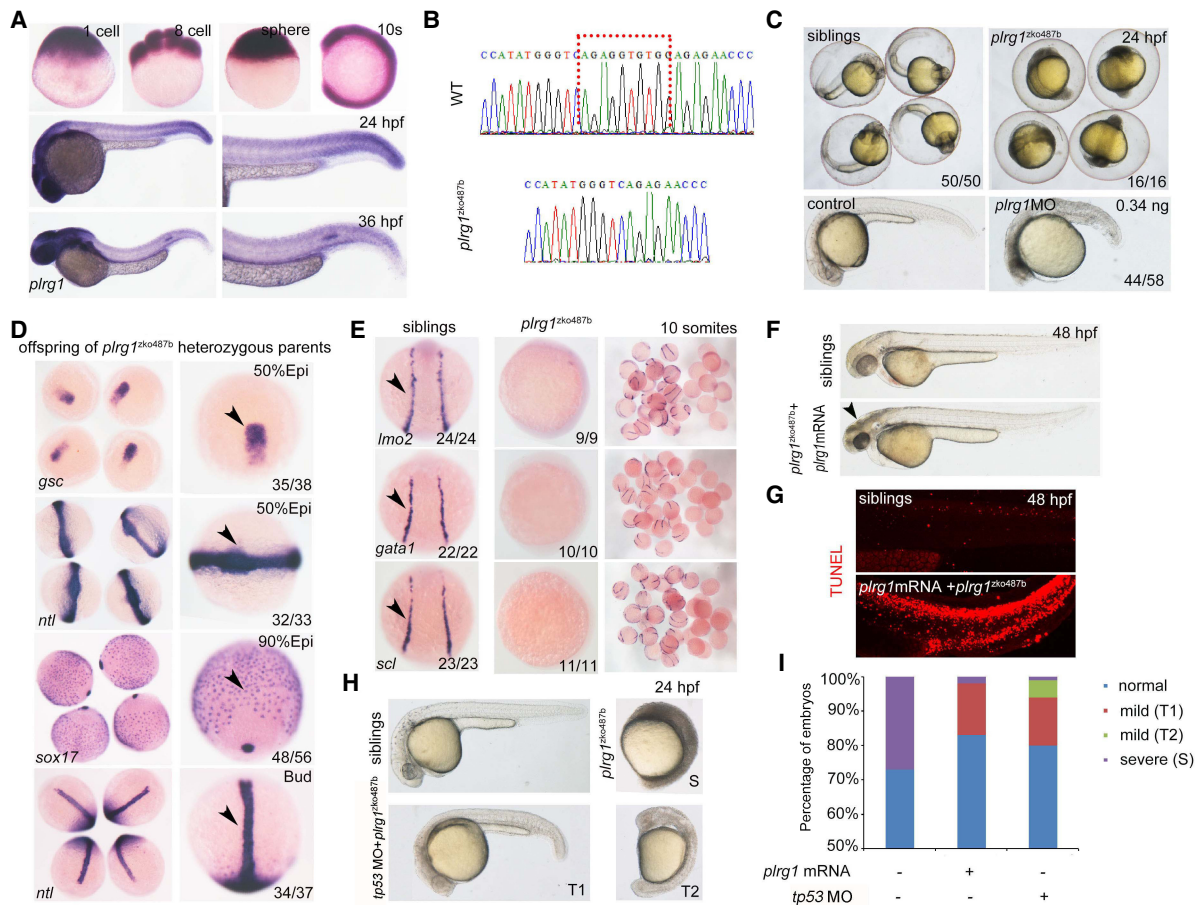 A
1 cell
8 cell
sphere
10s
24 hpf
36 hpf
plrg1
B
CCATATGGGTCAGAGGTGTGCAGAGAACCC
WT
CCATATGGGTCAGAGAACCC
plrg1zko487b
C
siblings
plrg1zko487b
24 hpf
50/50
16/16
control
plrg1MO
0.34 ng
44/58
D
offspring of plrg1zko487b heterozygous parents
50%Epi
gsc
35/38
50%Epi
ntl
32/33
90%Epi
sox17
48/56
Bud
ntl
34/37
E
siblings
plrg1zko487b
10 somites
lmo2
24/24
9/9
gata1
22/22
10/10
scl
23/23
11/11
F
48 hpf
siblings
plrg1zko487b+
plrg1mRNA
G
siblings
48 hpf
TUNEL
plrg1mRNA +plrg1zko487b
H
24 hpf
siblings
plrg1zko487b
S
tp53 MO+plrg1zko487b
T1
T2
I
100%
90%
80%
70%
60%
50%
Percentage of embryos
normal
mild (T1)
mild (T2)
severe (S)
plrg1 mRNA - + -
tp53 MO - - +